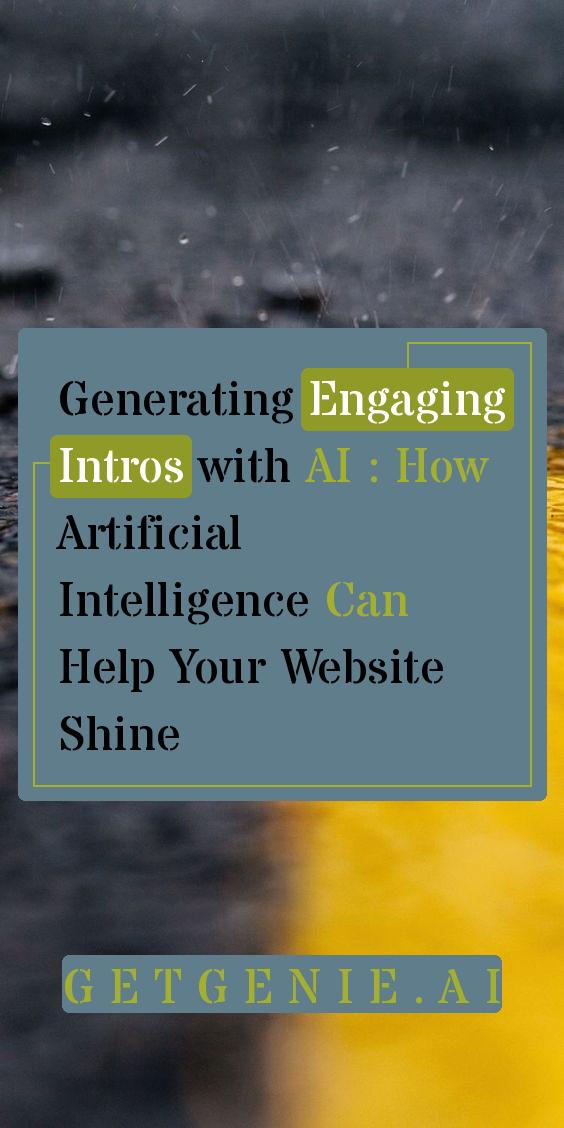 Generating Engaging
Intros with AI : How
Artificial
Intelligence Can
Help Your Website
Shine
GETGENIE.AI